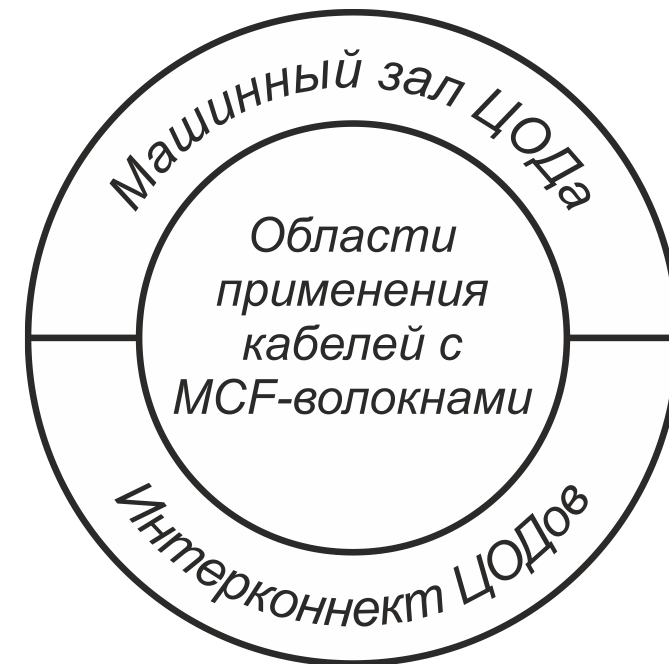 Машинный зал ЦОДа
Области
применения
кабелей с
MCF-волокнами
Интерконнект ЦОДов